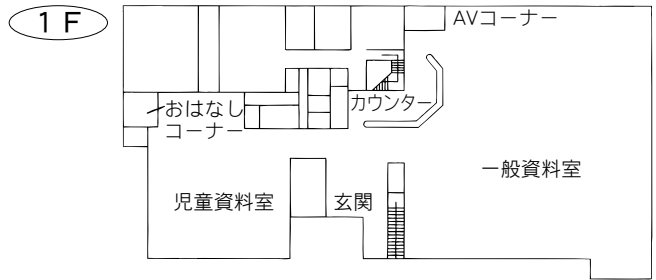 1F
AVコーナー
カウンター
おはなし
コーナー
一般資料室
児童資料室
玄関